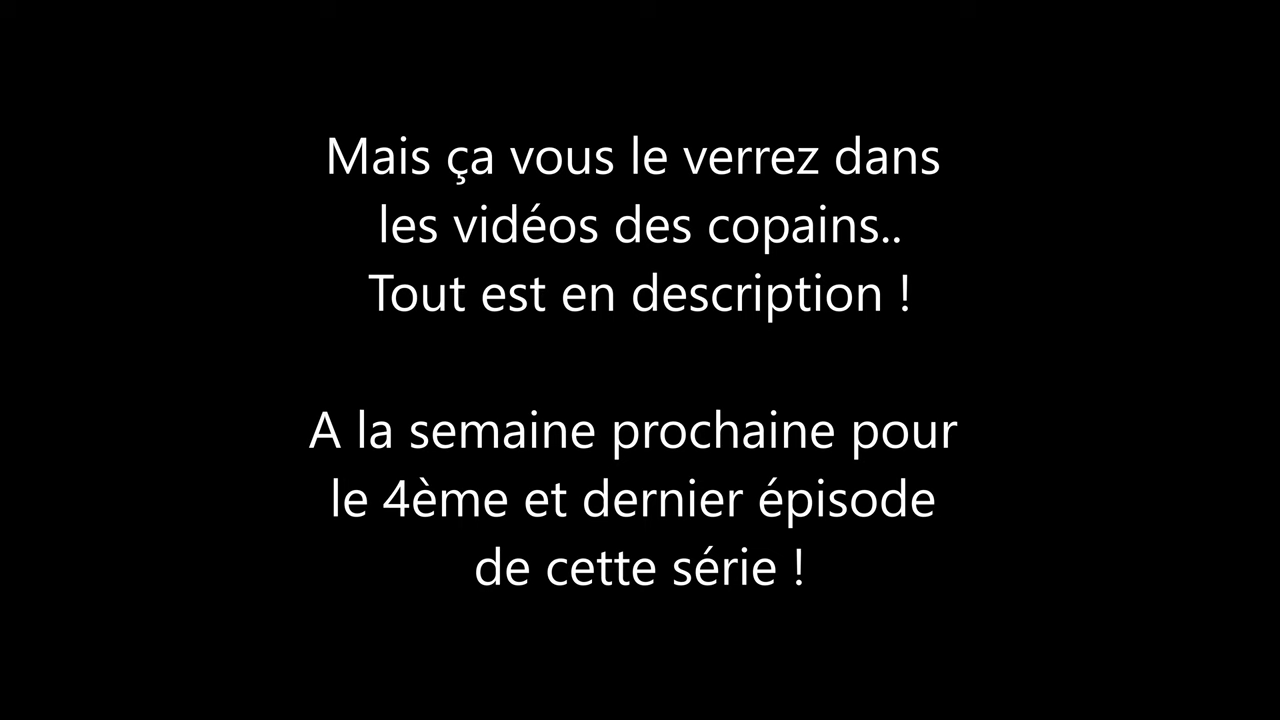 Mais ça vous le verrez dans
les vidéos des copains..
Tout est en description !
A la semaine prochaine pour
le 4ème et dernier épisode
de cette série !